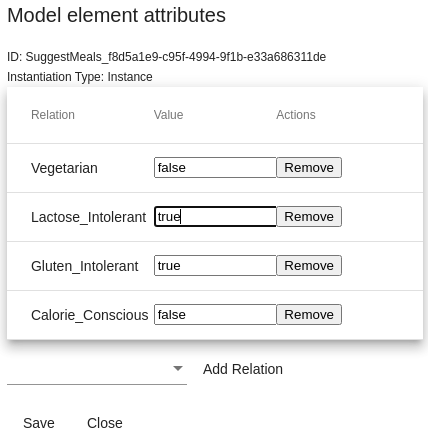 Model element attributes
ID: SuggestMeals_f8d5a1e9-c95f-4994-9f1b-e33a686311de
Instantiation Type: Instance
Relation Value Actions
Vegetarian false Remove
Lactose_Intolerant true Remove
Gluten_Intolerant true Remove
Calorie_Conscious false Remove
Add Relation
Save Close